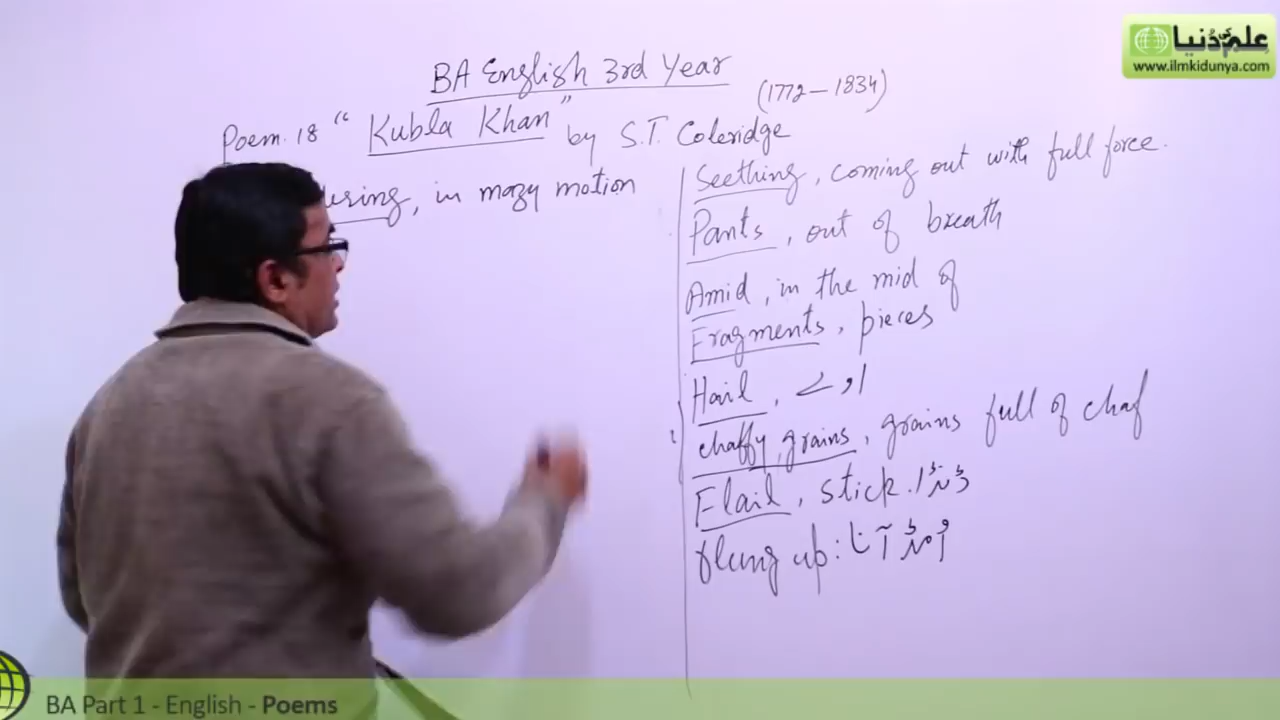 علم کی دنیا
www.ilmkidunya.com
BA English 3rd Year
(1772-1834)
Poem.18 "Kubla Khan" by S.T. Coleridge
in mazy motion
Seething, coming out with full force.
Pants, out of breath
Amid, in the mid of
Fragments, pieces
Hail, اولے
chaffy grains, grains full of chaf
Flail, stick. ڈنڈا
flung up: اُمڈ آنا
BA Part 1 - English - Poems